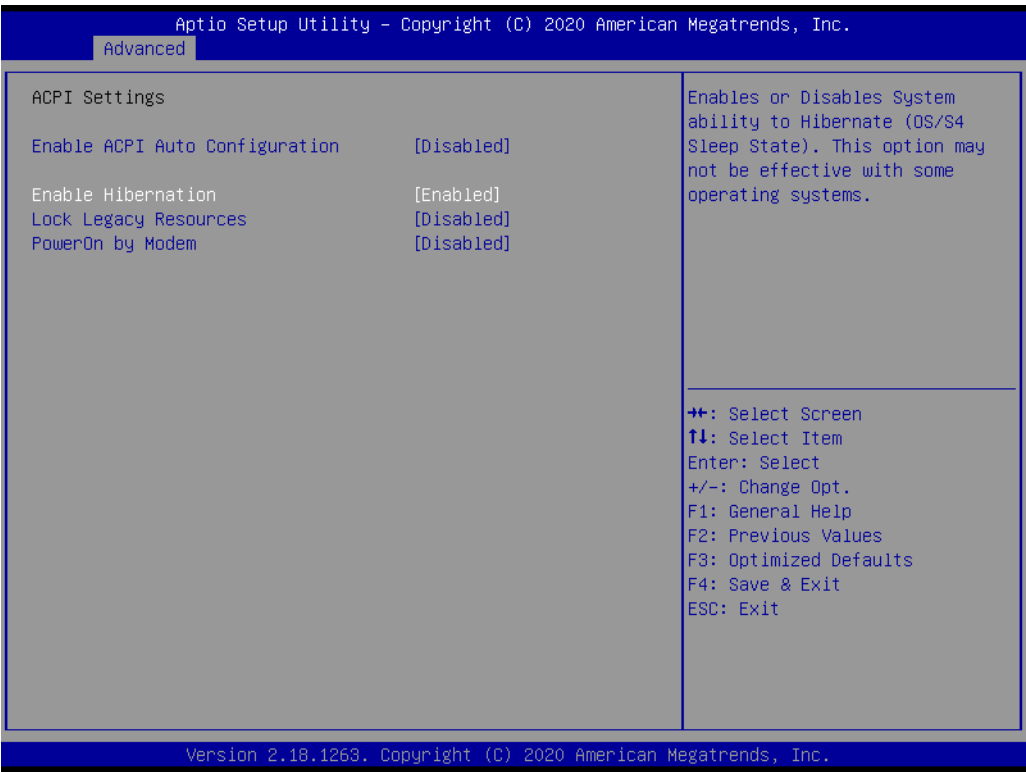 Aptio Setup Utility – Copyright (C) 2020 American Megatrends, Inc.
Advanced
ACPI Settings
Enable ACPI Auto Configuration [Disabled]
Enable Hibernation [Enabled]
Lock Legacy Resources [Disabled]
PowerOn by Modem [Disabled]
Enables or Disables System
ability to Hibernate (OS/S4
Sleep State). This option may
not be effective with some
operating systems.
→←: Select Screen
↑↓: Select Item
Enter: Select
+/-: Change Opt.
F1: General Help
F2: Previous Values
F3: Optimized Defaults
F4: Save & Exit
ESC: Exit
Version 2.18.1263. Copyright (C) 2020 American Megatrends, Inc.